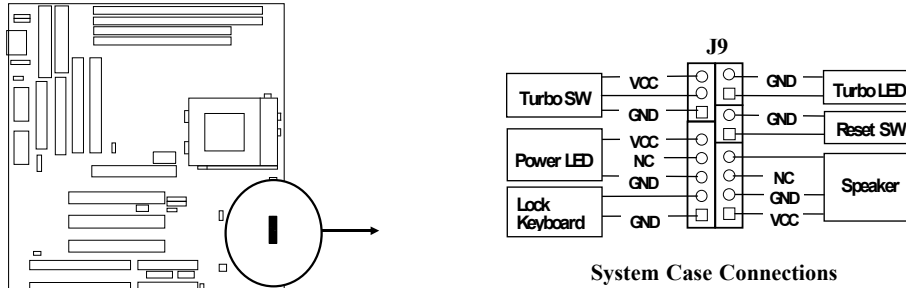 J9
VCC
GND
Turbo SW
Turbo LED
GND
GND
Reset SW
VCC
Power LED
NC
GND
NC
Speaker
GND
Lock
Keyboard
GND
VCC
System Case Connections